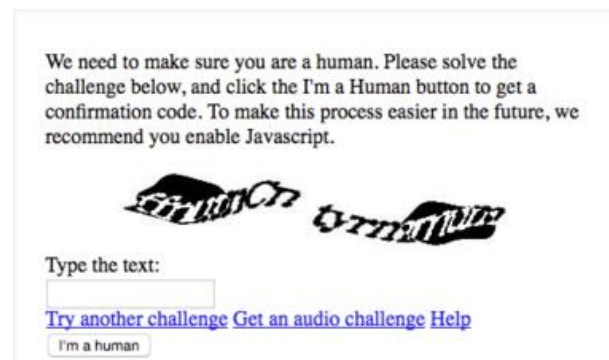 We need to make sure you are a human. Please solve the
challenge below, and click the I'm a Human button to get a
confirmation code. To make this process easier in the future, we
recommend you enable Javascript.
Type the text:
Try another challenge Get an audio challenge Help
I'm a human